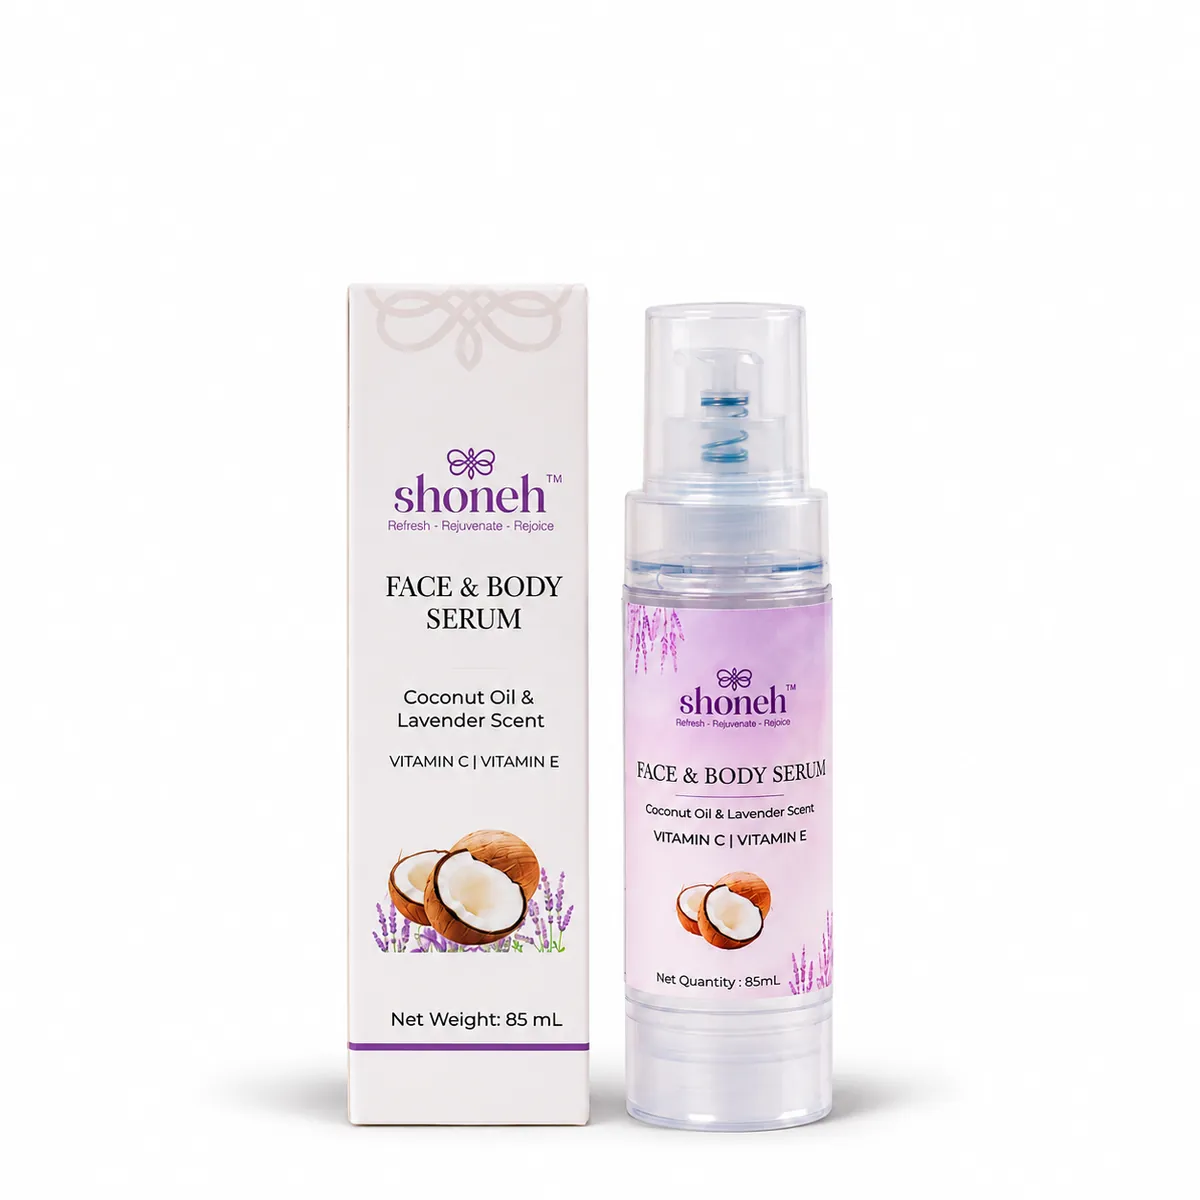 shoneh™
Refresh - Rejuvenate - Rejoice
FACE & BODY
SERUM
Coconut Oil &
Lavender Scent
VITAMIN C | VITAMIN E
Net Weight: 85 mL
shoneh™
Refresh - Rejuvenate - Rejoice
FACE & BODY SERUM
Coconut Oil & Lavender Scent
VITAMIN C | VITAMIN E
Net Quantity : 85mL